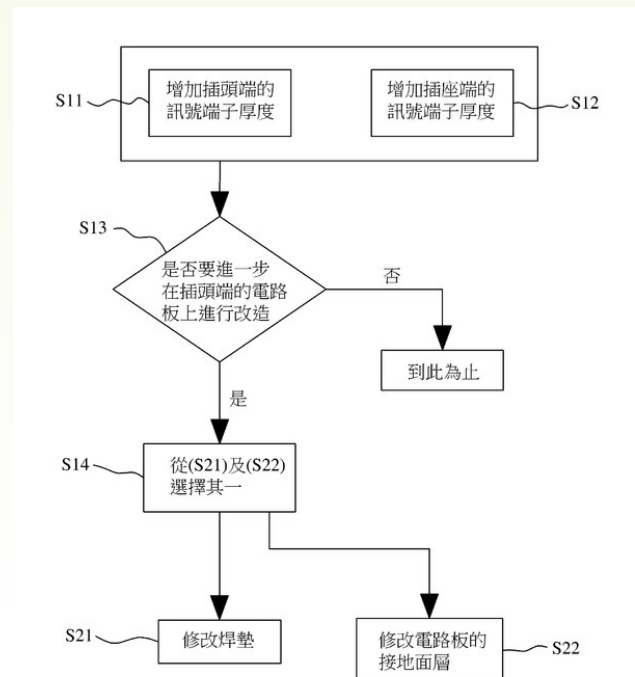 S11
增加插頭端的
訊號端子厚度
增加插座端的
訊號端子厚度
S12
S13
是否要進一步
在插頭端的電路
板上進行改造
否
到此為止
是
S14
從(S21)及(S22)
選擇其一
S21
修改焊墊
修改電路板的
接地面層
S22